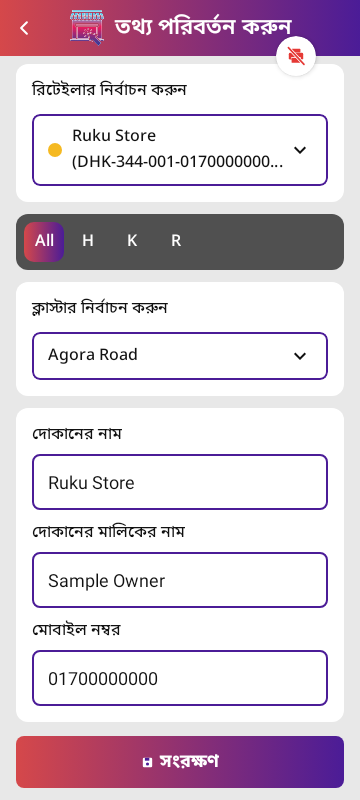 তথ্য পরিবর্তন করুন
রিটেইলার নির্বাচন করুন
Ruku Store
(DHK-344-001-0170000000...
All H K R
ক্লাস্টার নির্বাচন করুন
Agora Road
দোকানের নাম
Ruku Store
দোকানের মালিকের নাম
Sample Owner
মোবাইল নম্বর
01700000000
সংরক্ষণ